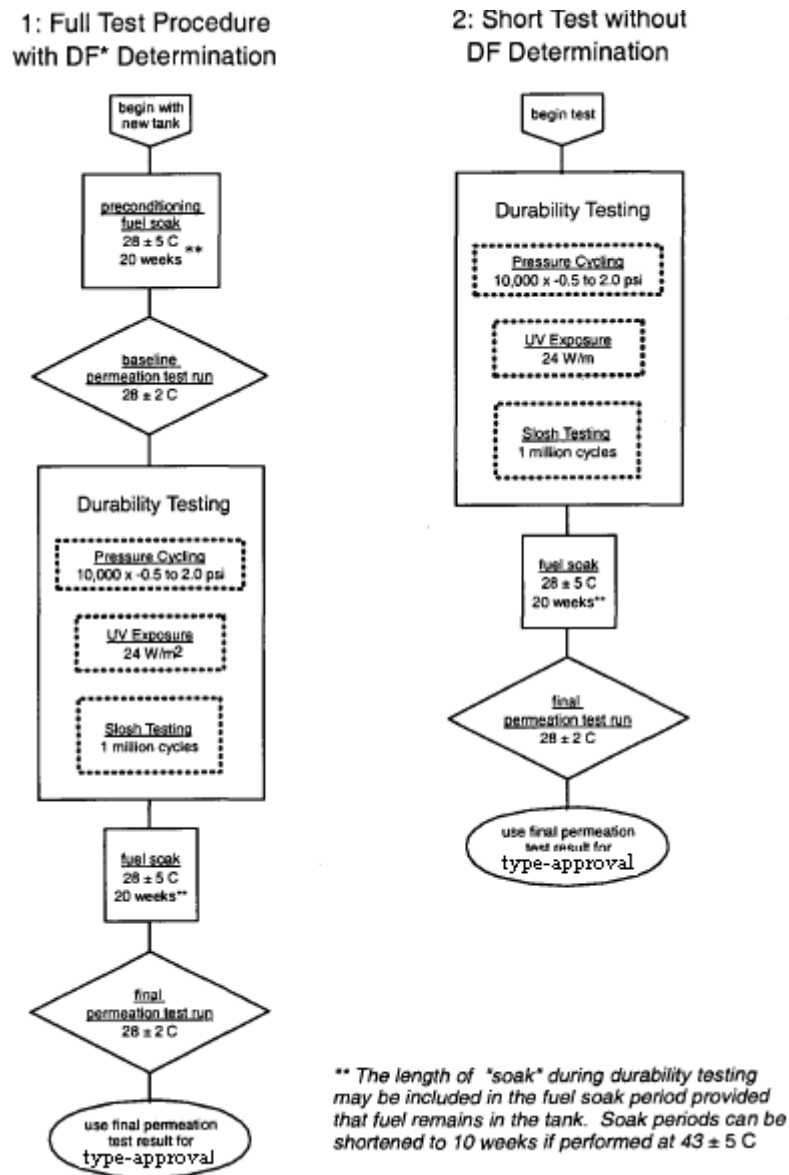 1: Full Test Procedure
with DF* Determination
begin with
new tank
preconditioning
fuel soak
28 ± 5 C
20 weeks **
baseline
permeation test run
28 ± 2 C
Durability Testing
Pressure Cycling
10,000 x -0.5 to 2.0 psi
UV Exposure
24 W/m2
Slosh Testing
1 million cycles
fuel soak
28 ± 5 C
20 weeks**
final
permeation test run
28 ± 2 C
use final permeation
test result for
type-approval
2: Short Test without
DF Determination
begin test
Durability Testing
Pressure Cycling
10,000 x -0.5 to 2.0 psi
UV Exposure
24 W/m
Slosh Testing
1 million cycles
fuel soak
28 ± 5 C
20 weeks**
final
permeation test run
28 ± 2 C
use final permeation
test result for
type-approval
** The length of "soak" during durability testing
may be included in the fuel soak period provided
that fuel remains in the tank. Soak periods can be
shortened to 10 weeks if performed at 43 ± 5 C